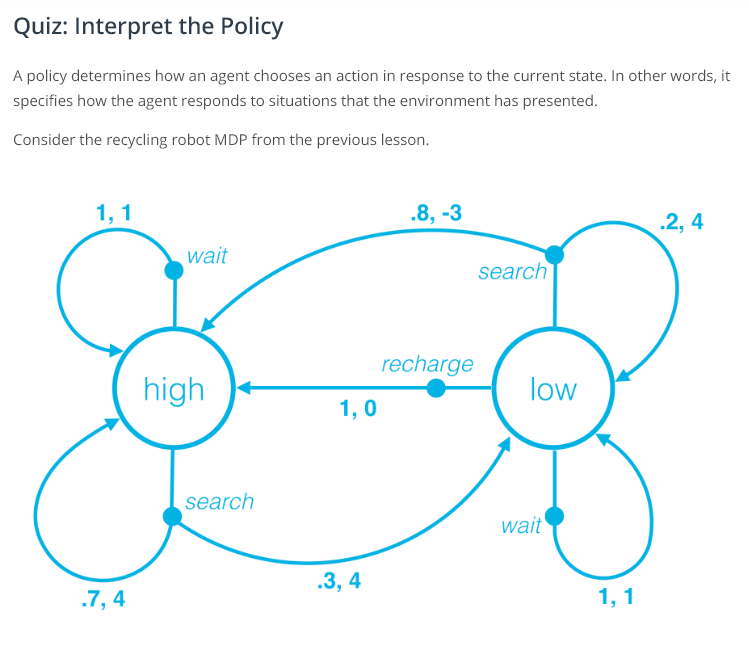 Quiz: Interpret the Policy
A policy determines how an agent chooses an action in response to the current state. In other words, it
specifies how the agent responds to situations that the environment has presented.
Consider the recycling robot MDP from the previous lesson.
1, 1
.8, -3
.2, 4
wait
search
recharge
high
low
1, 0
search
wait
.3, 4
.7, 4
1, 1